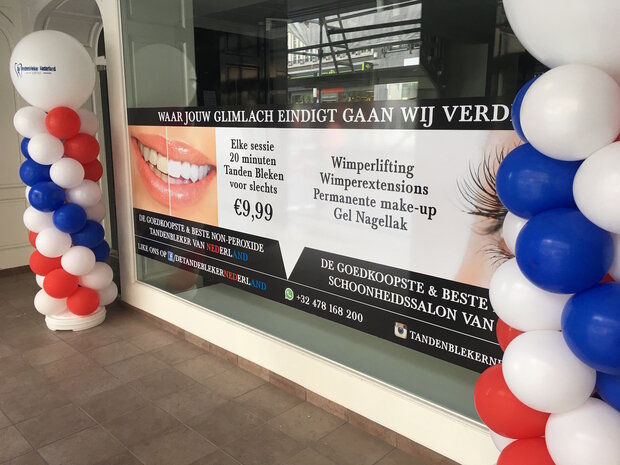 Tandenbleker Nederland
WAAR JOUW GLIMLACH EINDIGT GAAN WIJ VERD
Elke sessie
20 minuten
Tanden Bleken
voor slechts
€9,99
Wimperlifting
Wimperextensions
Permanente make-up
Gel Nagellak
DE GOEDKOOPSTE & BESTE NON-PEROXIDE
TANDENBLEKER VAN NEDERLAND
LIKE ONS OP f/DETANDEBLEKERNEDERLAND
DE GOEDKOOPSTE & BESTE
SCHOONHEIDSSALON VAN
+32 478 168 200
TANDENBLEKERNE